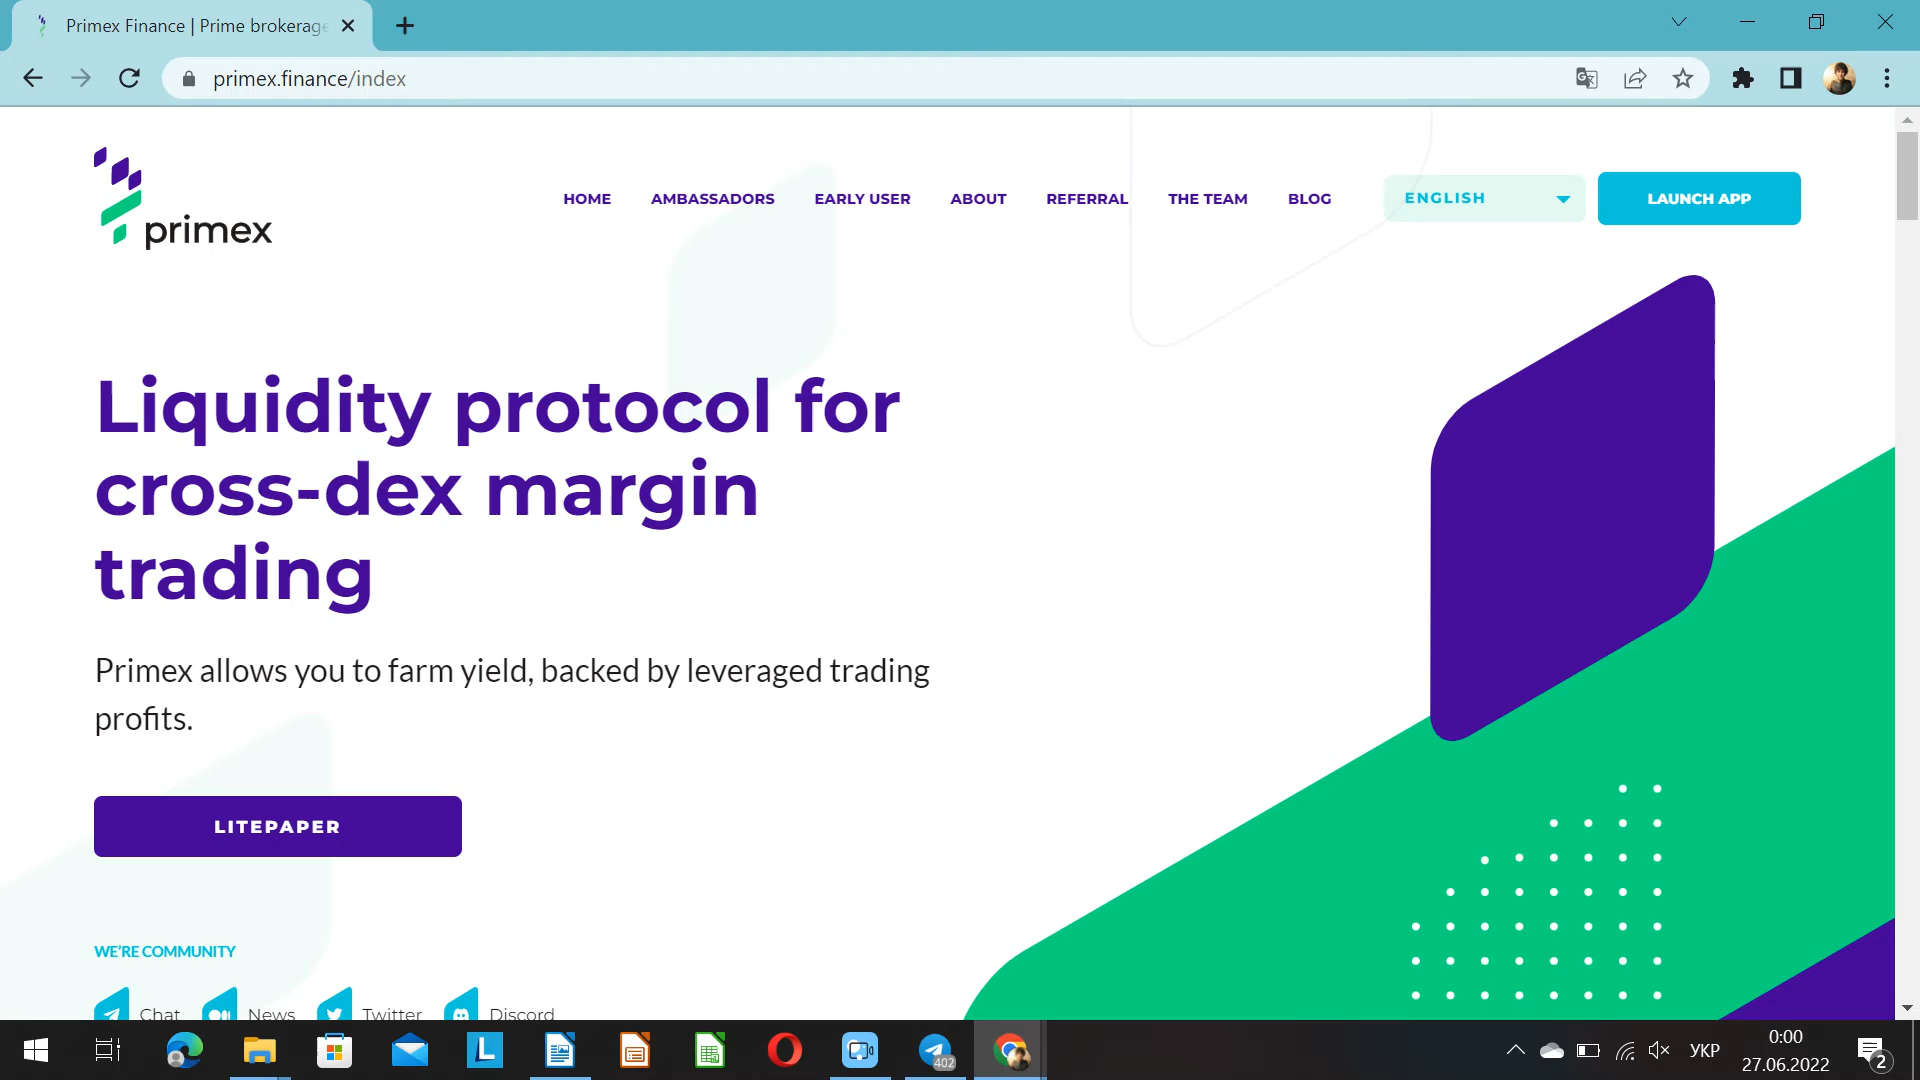 Primex Finance | Prime brokerage
primex.finance/index
primex
HOME AMBASSADORS EARLY USER ABOUT REFERRAL THE TEAM BLOG ENGLISH LAUNCH APP
Liquidity protocol for
cross-dex margin
trading
Primex allows you to farm yield, backed by leveraged trading
profits.
LITEPAPER
WE'RE COMMUNITY
Chat News Twitter Discord
L
402
УКР
0:00
27.06.2022
2